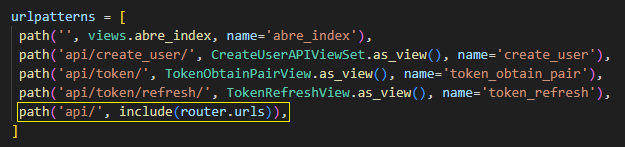 urlpatterns = [
path('', views.abre_index, name='abre_index'),
path('api/create_user/', CreateUserAPIViewSet.as_view(), name='create_user'),
path('api/token/', TokenObtainPairView.as_view(), name='token_obtain_pair'),
path('api/token/refresh/', TokenRefreshView.as_view(), name='token_refresh'),
path('api/', include(router.urls)),
]